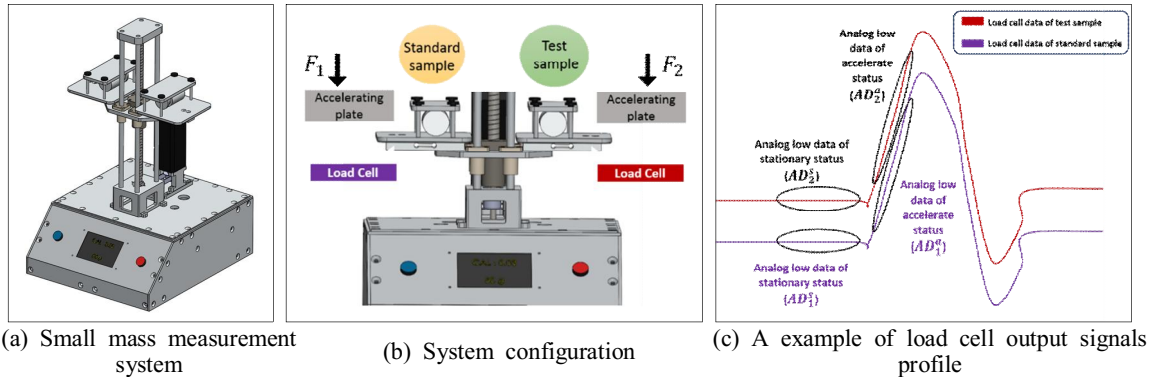 Standard
sample
Test
sample
F1
F2
Accelerating
plate
Accelerating
plate
Load Cell
Load Cell
Load cell data of test sample
Load cell data of standard sample
Analog low
data of
accelerate
status
(AD₂ᵃ)
Analog low data of
stationary status
(AD₂ˢ)
Analog low
data of
accelerate
status
(AD₁ᵃ)
Analog low data of
stationary status
(AD₁ˢ)
(a) Small mass measurement
system
(b) System configuration
(c) A example of load cell output signals
profile